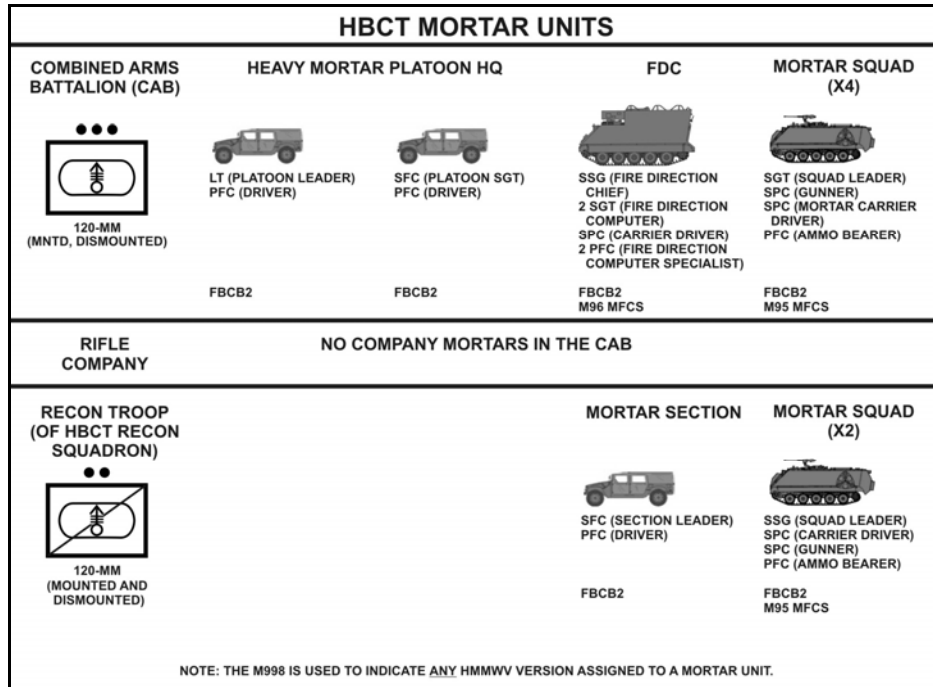 HBCT MORTAR UNITS
COMBINED ARMS
BATTALION (CAB)
120-MM
(MNTD, DISMOUNTED)
HEAVY MORTAR PLATOON HQ
LT (PLATOON LEADER)
PFC (DRIVER)
FBCB2
SFC (PLATOON SGT)
PFC (DRIVER)
FBCB2
FDC
SSG (FIRE DIRECTION
CHIEF)
2 SGT (FIRE DIRECTION
COMPUTER)
SPC (CARRIER DRIVER)
2 PFC (FIRE DIRECTION
COMPUTER SPECIALIST)
FBCB2
M96 MFCS
MORTAR SQUAD
(X4)
SGT (SQUAD LEADER)
SPC (GUNNER)
SPC (MORTAR CARRIER
DRIVER)
PFC (AMMO BEARER)
FBCB2
M95 MFCS
RIFLE
COMPANY
NO COMPANY MORTARS IN THE CAB
RECON TROOP
(OF HBCT RECON
SQUADRON)
120-MM
(MOUNTED AND
DISMOUNTED)
MORTAR SECTION
SFC (SECTION LEADER)
PFC (DRIVER)
FBCB2
MORTAR SQUAD
(X2)
SSG (SQUAD LEADER)
SPC (CARRIER DRIVER)
SPC (GUNNER)
PFC (AMMO BEARER)
FBCB2
M95 MFCS
NOTE: THE M998 IS USED TO INDICATE ANY HMMWV VERSION ASSIGNED TO A MORTAR UNIT.